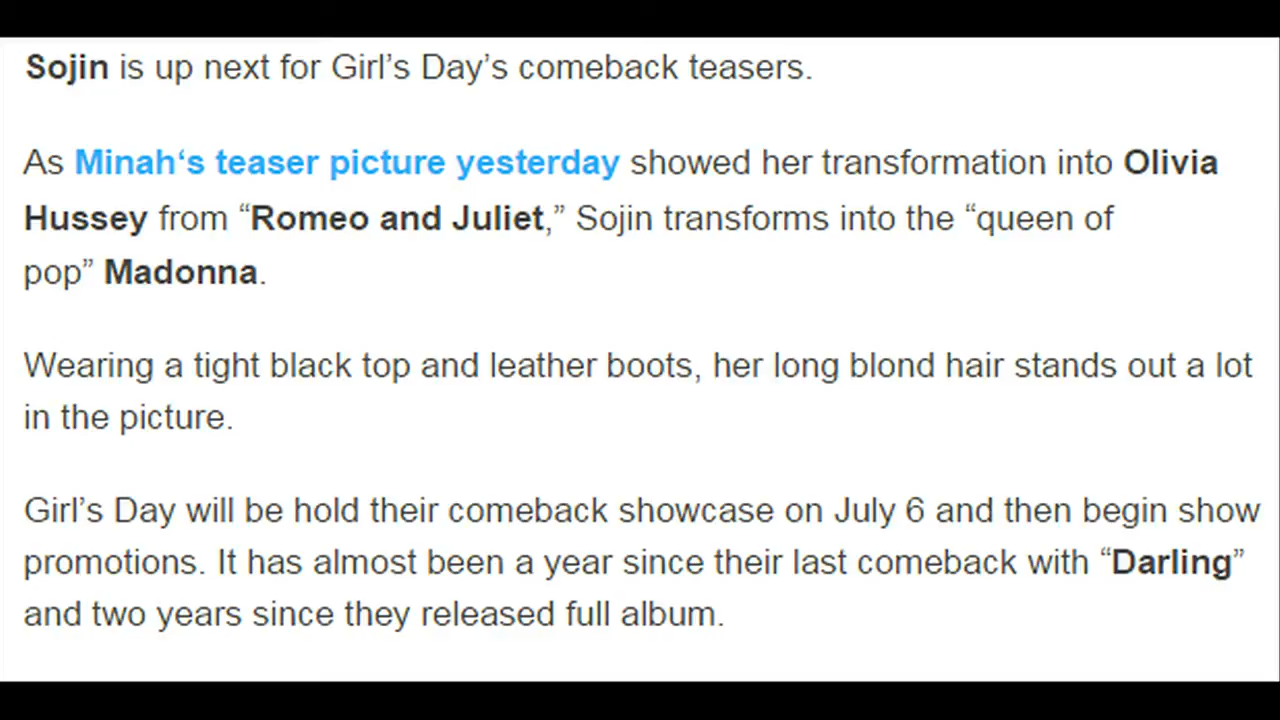 Sojin is up next for Girl’s Day’s comeback teasers.
As Minah‘s teaser picture yesterday showed her transformation into Olivia
Hussey from “Romeo and Juliet,” Sojin transforms into the “queen of
pop” Madonna.
Wearing a tight black top and leather boots, her long blond hair stands out a lot
in the picture.
Girl’s Day will be hold their comeback showcase on July 6 and then begin show
promotions. It has almost been a year since their last comeback with “Darling”
and two years since they released full album.